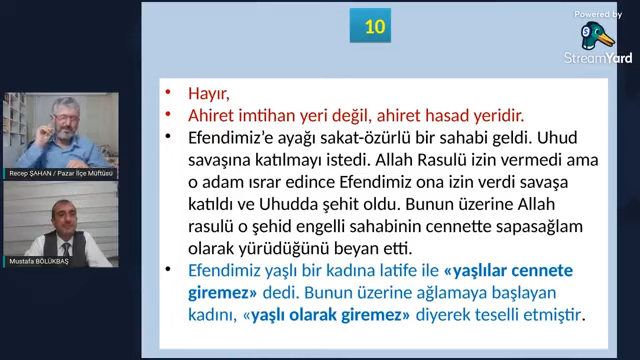 10
Powered by
StreamYard
• Hayır,
• Ahiret imtihan yeri değil, ahiret hasad yeridir.
• Efendimiz’e ayağı sakat-özürlü bir sahabi geldi. Uhud
savaşına katılmayı istedi. Allah Rasulü izin vermedi ama
o adam ısrar edince Efendimiz ona izin verdi savaşa
katıldı ve Uhudda şehit oldu. Bunun üzerine Allah
rasulü o şehid engelli sahabinin cennette sapasağlam
olarak yürüdüğünü beyan etti.
• Efendimiz yaşlı bir kadına latife ile «yaşlılar cennete
giremez» dedi. Bunun üzerine ağlamaya başlayan
kadını, «yaşlı olarak giremez» diyerek teselli etmiştir.
Recep ŞAHAN / Pazar İlçe Müftüsü
Mustafa BÖLÜKBAŞ